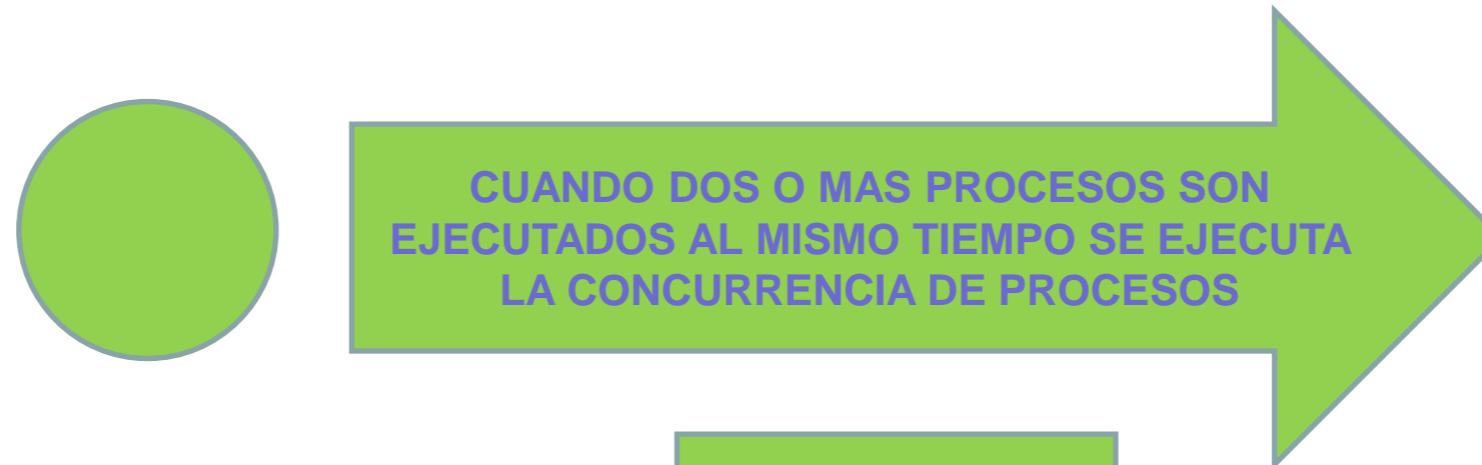 CUANDO DOS O MAS PROCESOS SON
EJECUTADOS AL MISMO TIEMPO SE EJECUTA
LA CONCURRENCIA DE PROCESOS